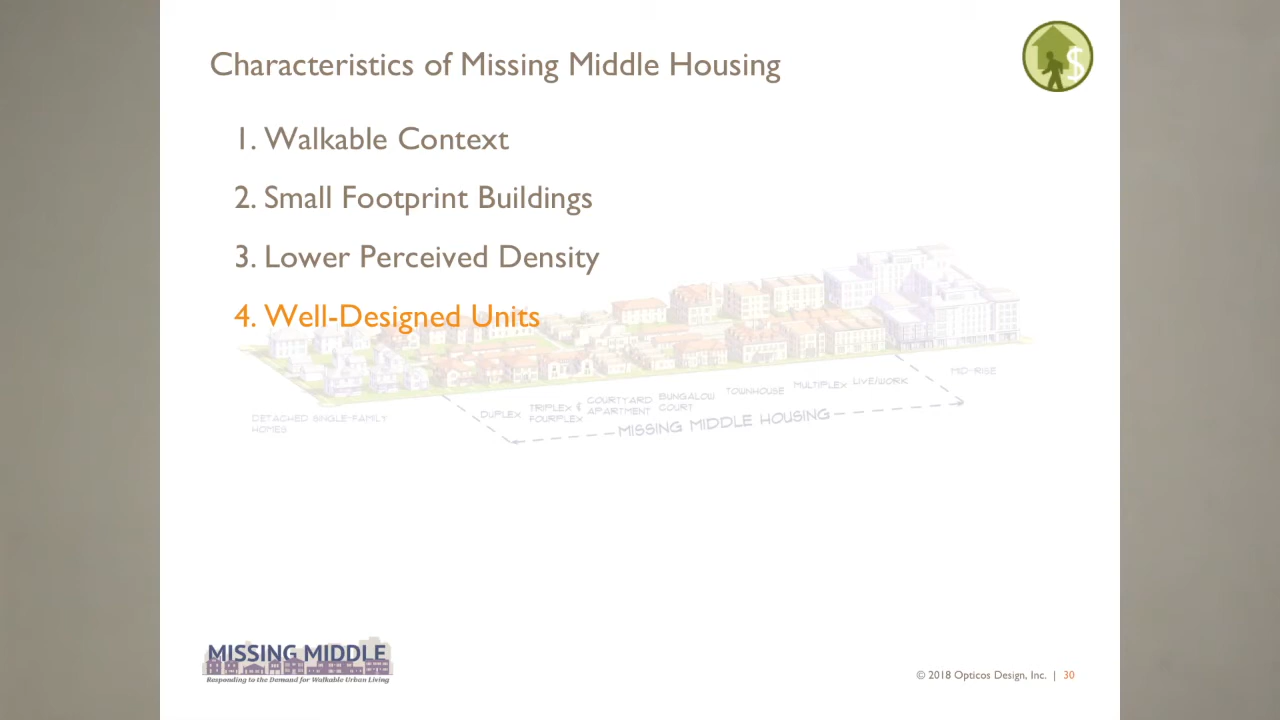 Characteristics of Missing Middle Housing
$
1. Walkable Context
2. Small Footprint Buildings
3. Lower Perceived Density
4. Well-Designed Units
DETACHED SINGLE-FAMILY
HOMES
DUPLEX
TRIPLEX &
FOURPLEX
COURTYARD
APARTMENT
BUNGALOW
COURT
TOWNHOUSE
MULTIPLEX
LIVE/WORK
MID-RISE
MISSING MIDDLE HOUSING
MISSING MIDDLE
Responding to the Demand for Walkable Urban Living
© 2018 Opticos Design, Inc. | 30